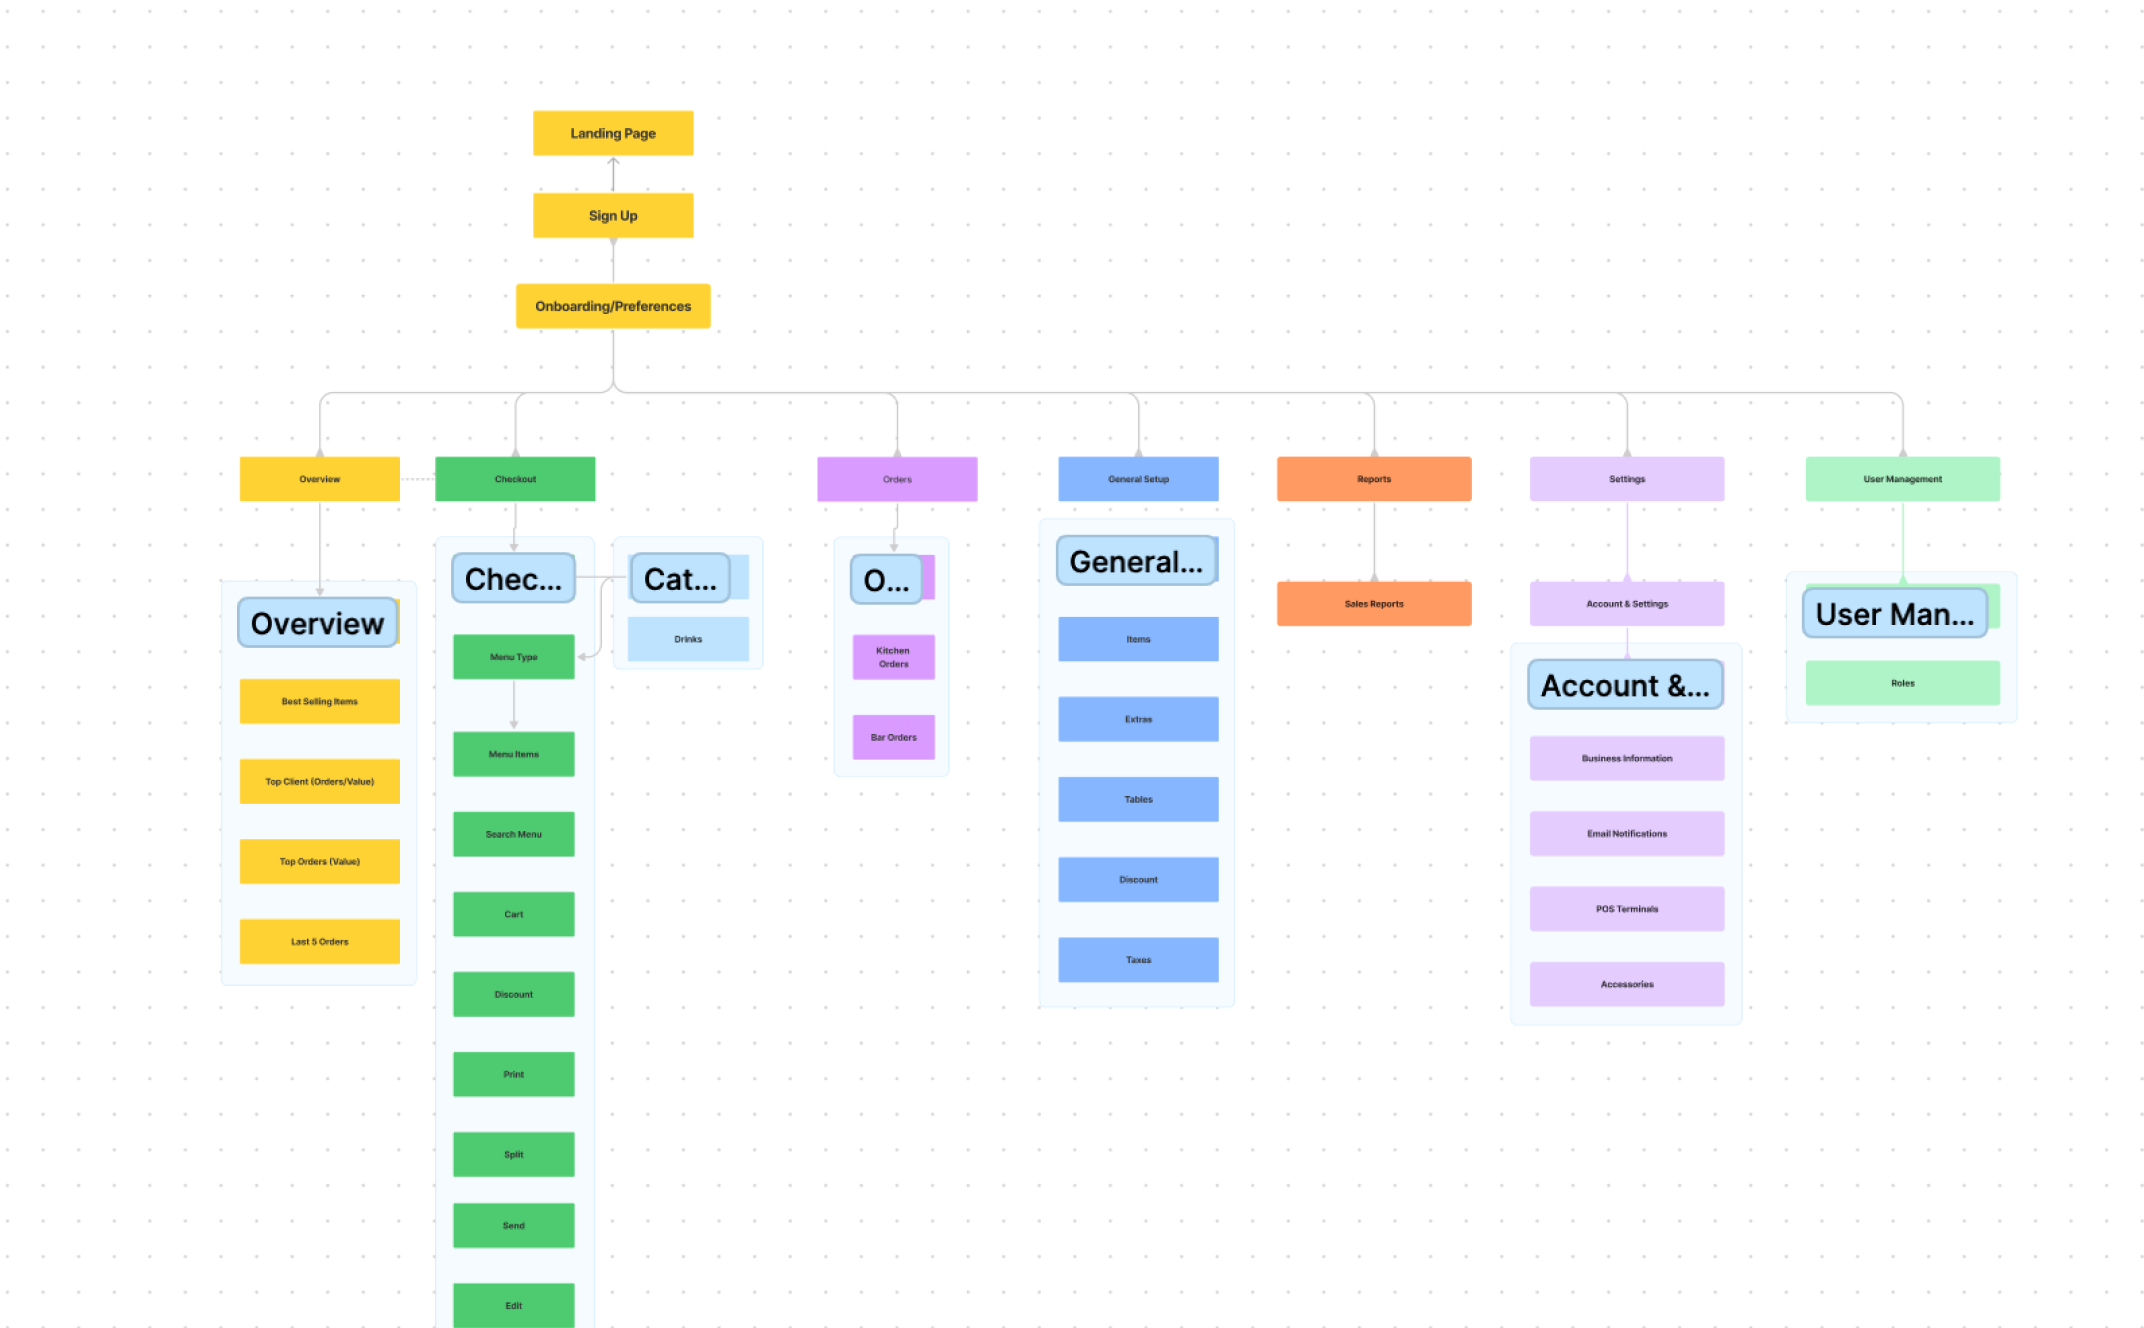 Landing Page
Sign Up
Onboarding/Preferences
Overview
Checkout
Orders
General Setup
Reports
Settings
User Management
Overview
Best Selling Items
Top Client (Orders/Value)
Top Orders (Value)
Last 5 Orders
Chec...
Menu Type
Menu Items
Search Menu
Cart
Discount
Print
Split
Send
Edit
Cat...
Drinks
O...
Kitchen
Orders
Bar Orders
General...
Items
Extras
Tables
Discount
Taxes
Sales Reports
Account & Settings
Account &...
Business Information
Email Notifications
POS Terminals
Accessories
User Man...
Roles